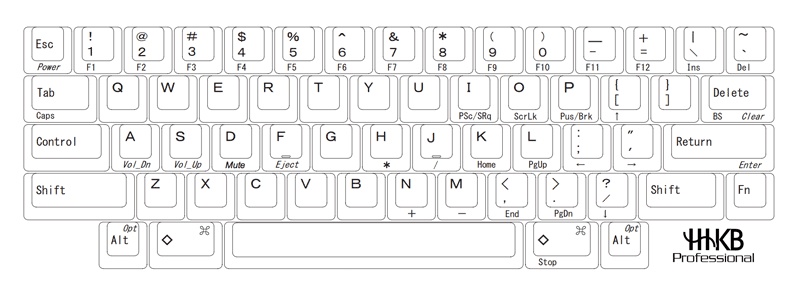 Esc ! 1 @ 2 # 3 $ 4 % 5 ^ 6 & 7 * 8 ( 9 ) 0 _ - + = | \ ~ `
Power F1 F2 F3 F4 F5 F6 F7 F8 F9 F10 F11 F12 Ins Del
Tab Q W E R T Y U I O P { [ } ] Delete
Caps PSc/SRq ScrLk Pus/Brk ↑ BS Clear
Control A S D F G H J K L : ; " ' Return
Vol_Dn Vol_Up Mute Eject * / Home PgUp ← → Enter
Shift Z X C V B N M < , > . ? / Shift Fn
+ - End PgDn ↓
Opt ⌘ ⌘ Opt
Alt ◇ ◇ Alt
Stop
HHKB
Professional